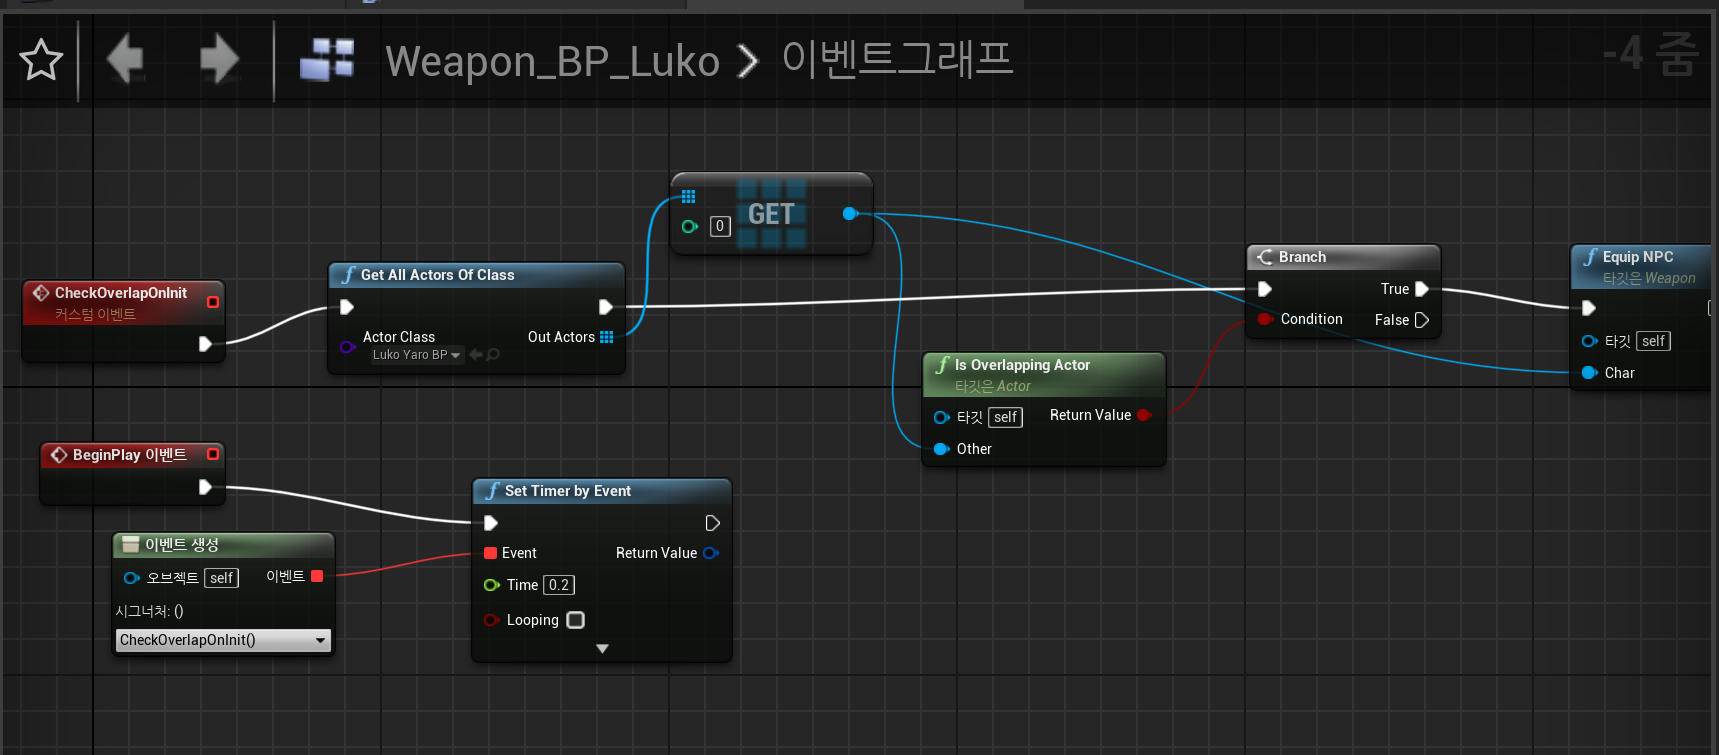 Weapon_BP_Luko > 이벤트그래프
-4 줌
GET
0
CheckOverlapOnInit
커스텀 이벤트
Get All Actors Of Class
Actor Class
Luko Yaro BP
Out Actors
Branch
True
Condition
False
Equip NPC
타깃은 Weapon
타깃 self
Char
Is Overlapping Actor
타깃은 Actor
타깃 self
Return Value
Other
BeginPlay 이벤트
이벤트 생성
오브젝트 self
이벤트
시그너처: ()
CheckOverlapOnInit()
Set Timer by Event
Event
Return Value
Time 0.2
Looping